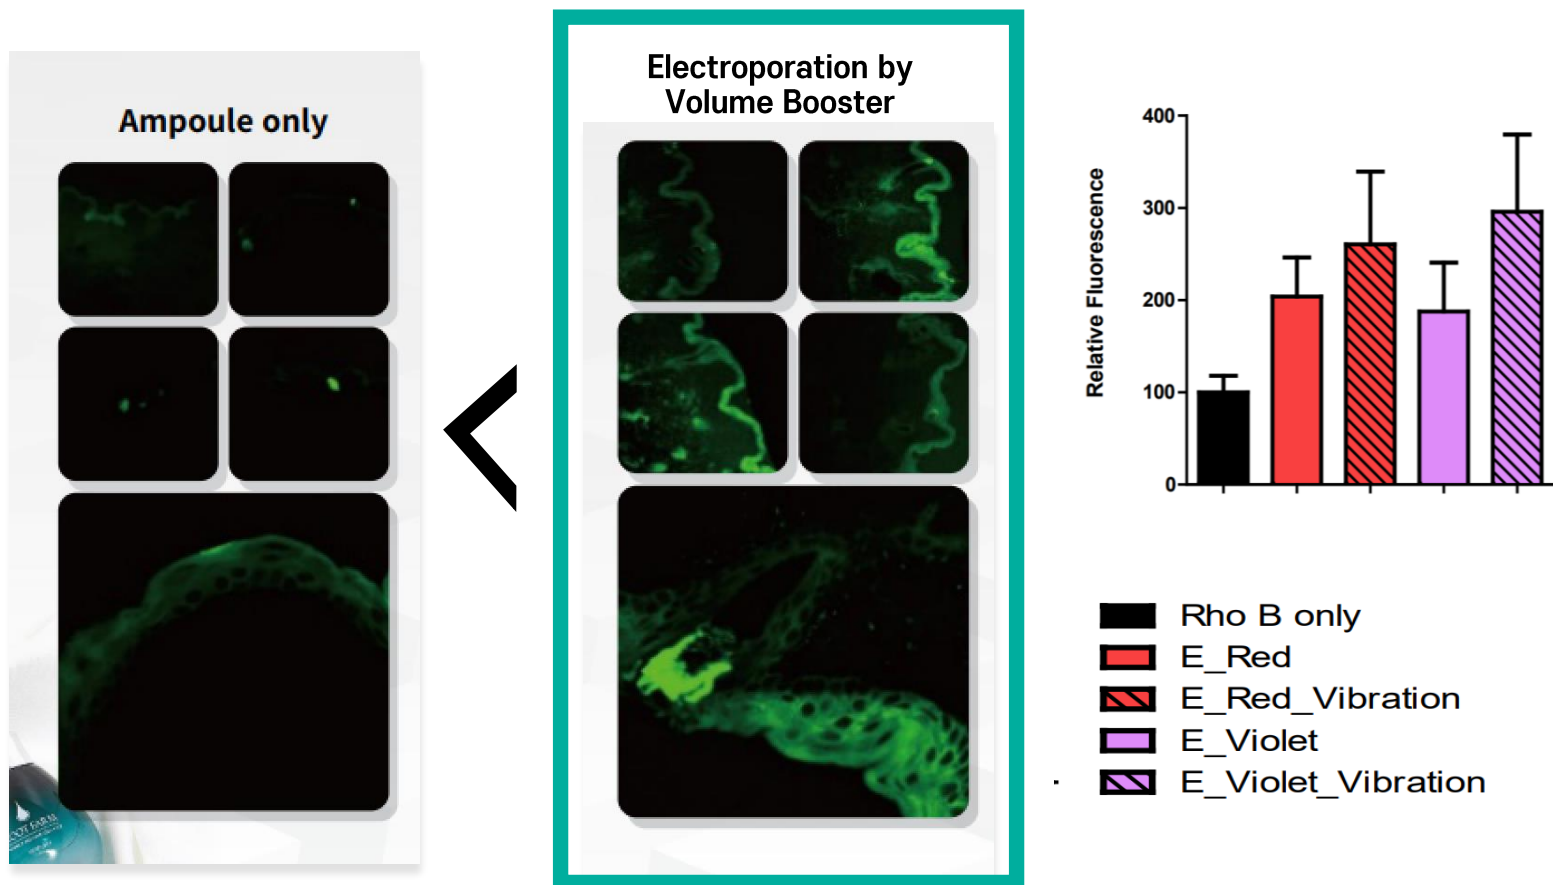 Ampoule only
Electroporation by
Volume Booster
Relative Fluorescence
400
300
200
100
0
Rho B only
E_Red
E_Red_Vibration
E_Violet
E_Violet_Vibration